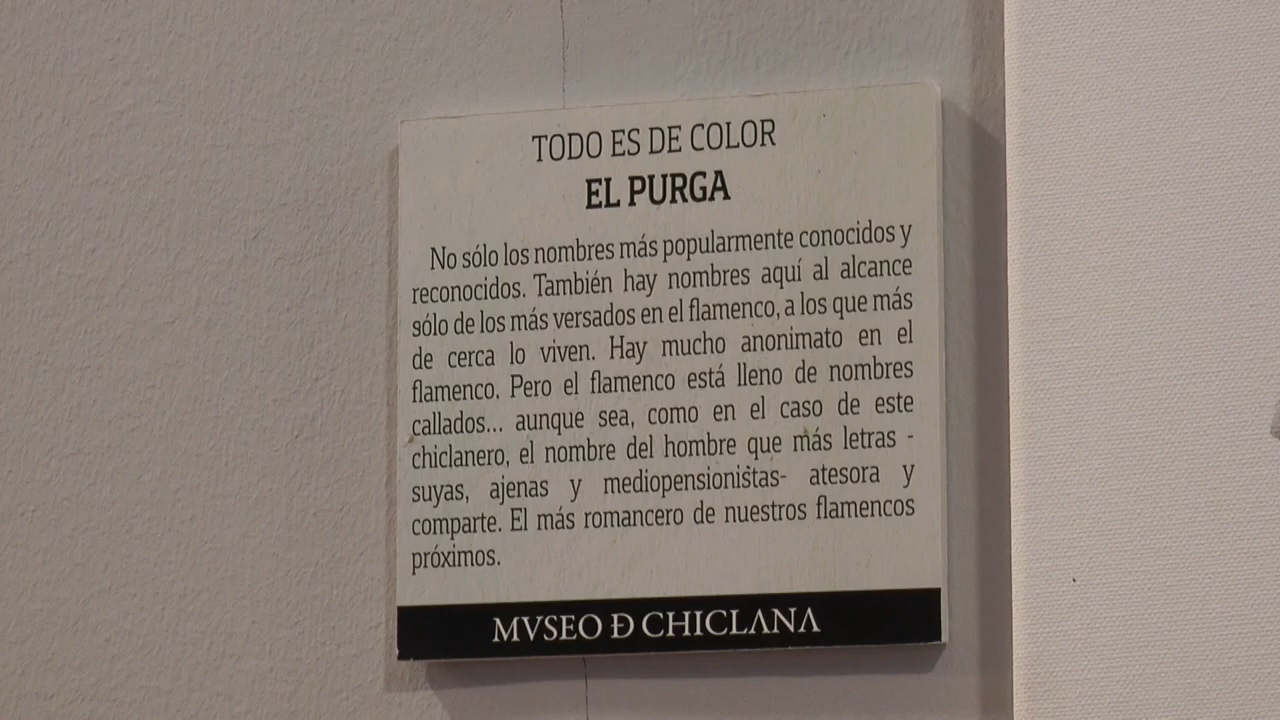 TODO ES DE COLOR
EL PURGA
No sólo los nombres más popularmente conocidos y
reconocidos. También hay nombres aquí al alcance
sólo de los más versados en el flamenco, a los que más
de cerca lo viven. Hay mucho anonimato en el
flamenco. Pero el flamenco está lleno de nombres
callados... aunque sea, como en el caso de este
chiclanero, el nombre del hombre que más letras -
suyas, ajenas y mediopensionistas- atesora y
comparte. El más romancero de nuestros flamencos
próximos.
MVSEO Đ CHICLANA